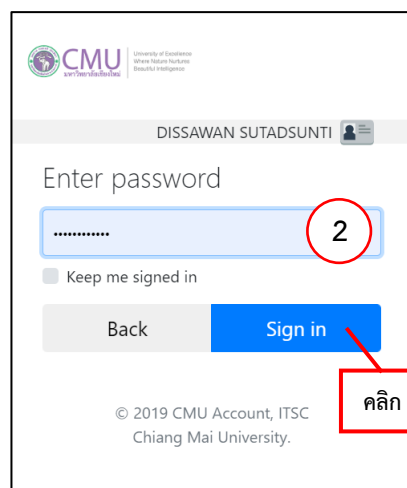 CMU
มหาวิทยาลัยเชียงใหม่
University of Excellence
Where Nature Nurtures
Beautiful Intelligence
DISSAWAN SUTADSUNTI
Enter password
............
2
Keep me signed in
Back
Sign in
คลิก
© 2019 CMU Account, ITSC
Chiang Mai University.